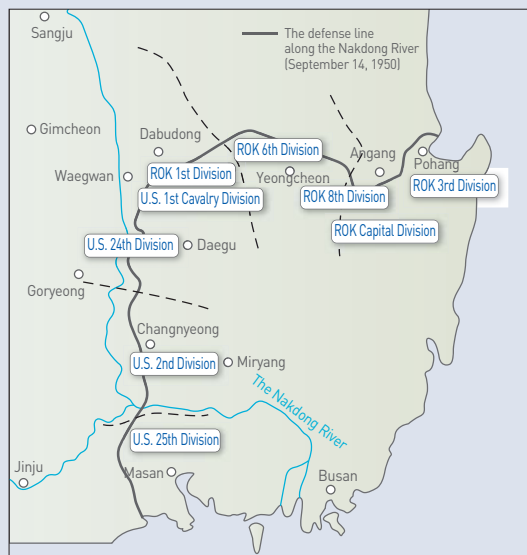 Sangju
The defense line
along the Nakdong River
(September 14, 1950)
Gimcheon
Dabudong
ROK 6th Division
Angang
Pohang
Waegwan
ROK 1st Division
Yeongcheon
ROK 3rd Division
U.S. 1st Cavalry Division
ROK 8th Division
ROK Capital Division
U.S. 24th Division
Daegu
Goryeong
Changnyeong
U.S. 2nd Division
Miryang
The Nakdong River
U.S. 25th Division
Jinju
Masan
Busan